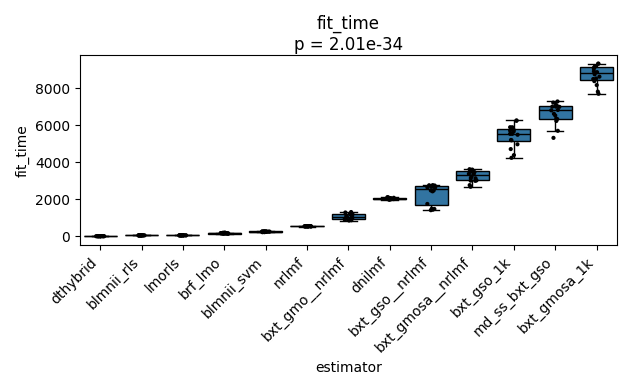 fit_time
p = 2.01e-34
fit_time
8000
6000
4000
2000
0
dthybrid
blmnii_rls
lmorls
brf_lmo
blmnii_svm
nrlmf
bxt_gmo__nrlmf
dnilmf
bxt_gso__nrlmf
bxt_gmosa__nrlmf
bxt_gso_1k
md_ss_bxt_gso
bxt_gmosa_1k
estimator